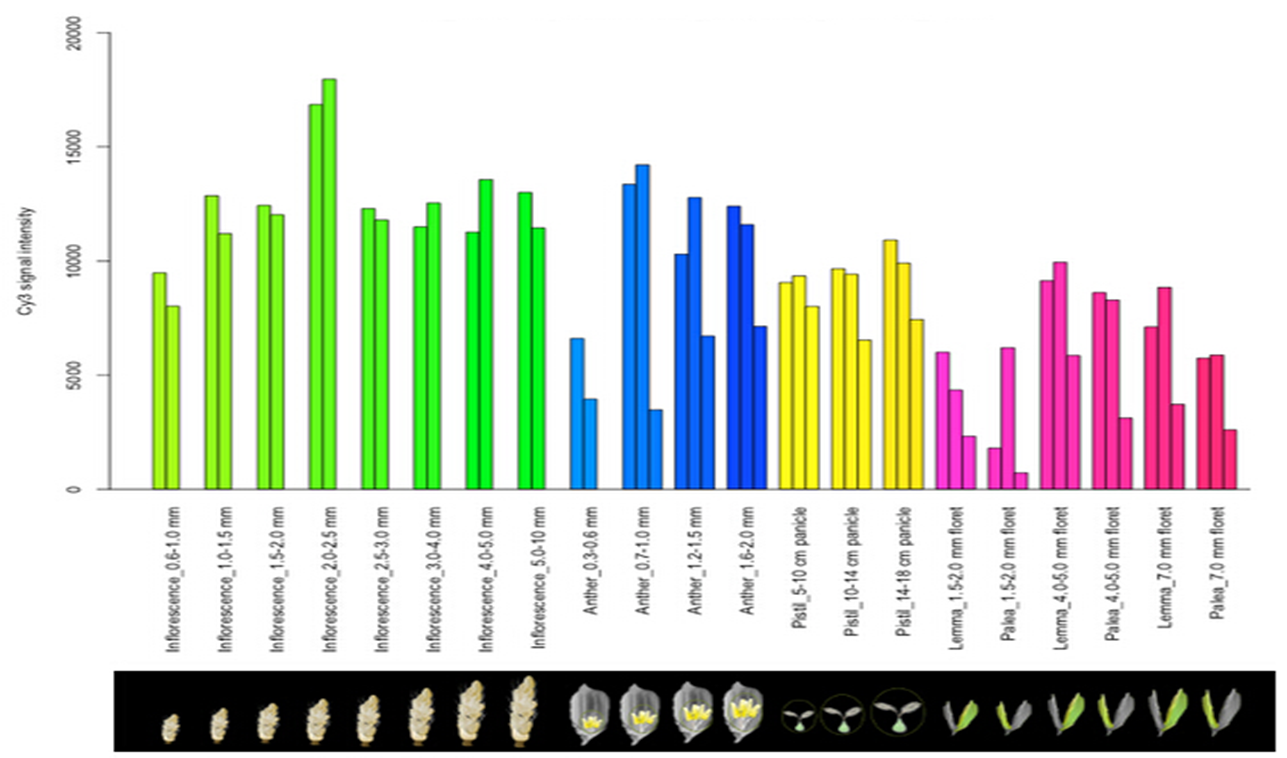 Cy3 signal intensity
20000
15000
10000
5000
0
Inflorescence_0.6-1.0 mm
Inflorescence_1.0-1.5 mm
Inflorescence_1.5-2.0 mm
Inflorescence_2.0-2.5 mm
Inflorescence_2.5-3.0 mm
Inflorescence_3.0-4.0 mm
Inflorescence_4.0-5.0 mm
Inflorescence_5.0-10 mm
Anther_0.3-0.6 mm
Anther_0.7-1.0 mm
Anther_1.2-1.5 mm
Anther_1.6-2.0 mm
Pistil_5-10 cm panicle
Pistil_10-14 cm panicle
Pistil_14-18 cm panicle
Lemma_1.5-2.0 mm floret
Palea_1.5-2.0 mm floret
Lemma_4.0-5.0 mm floret
Palea_4.0-5.0 mm floret
Lemma_7.0 mm floret
Palea_7.0 mm floret